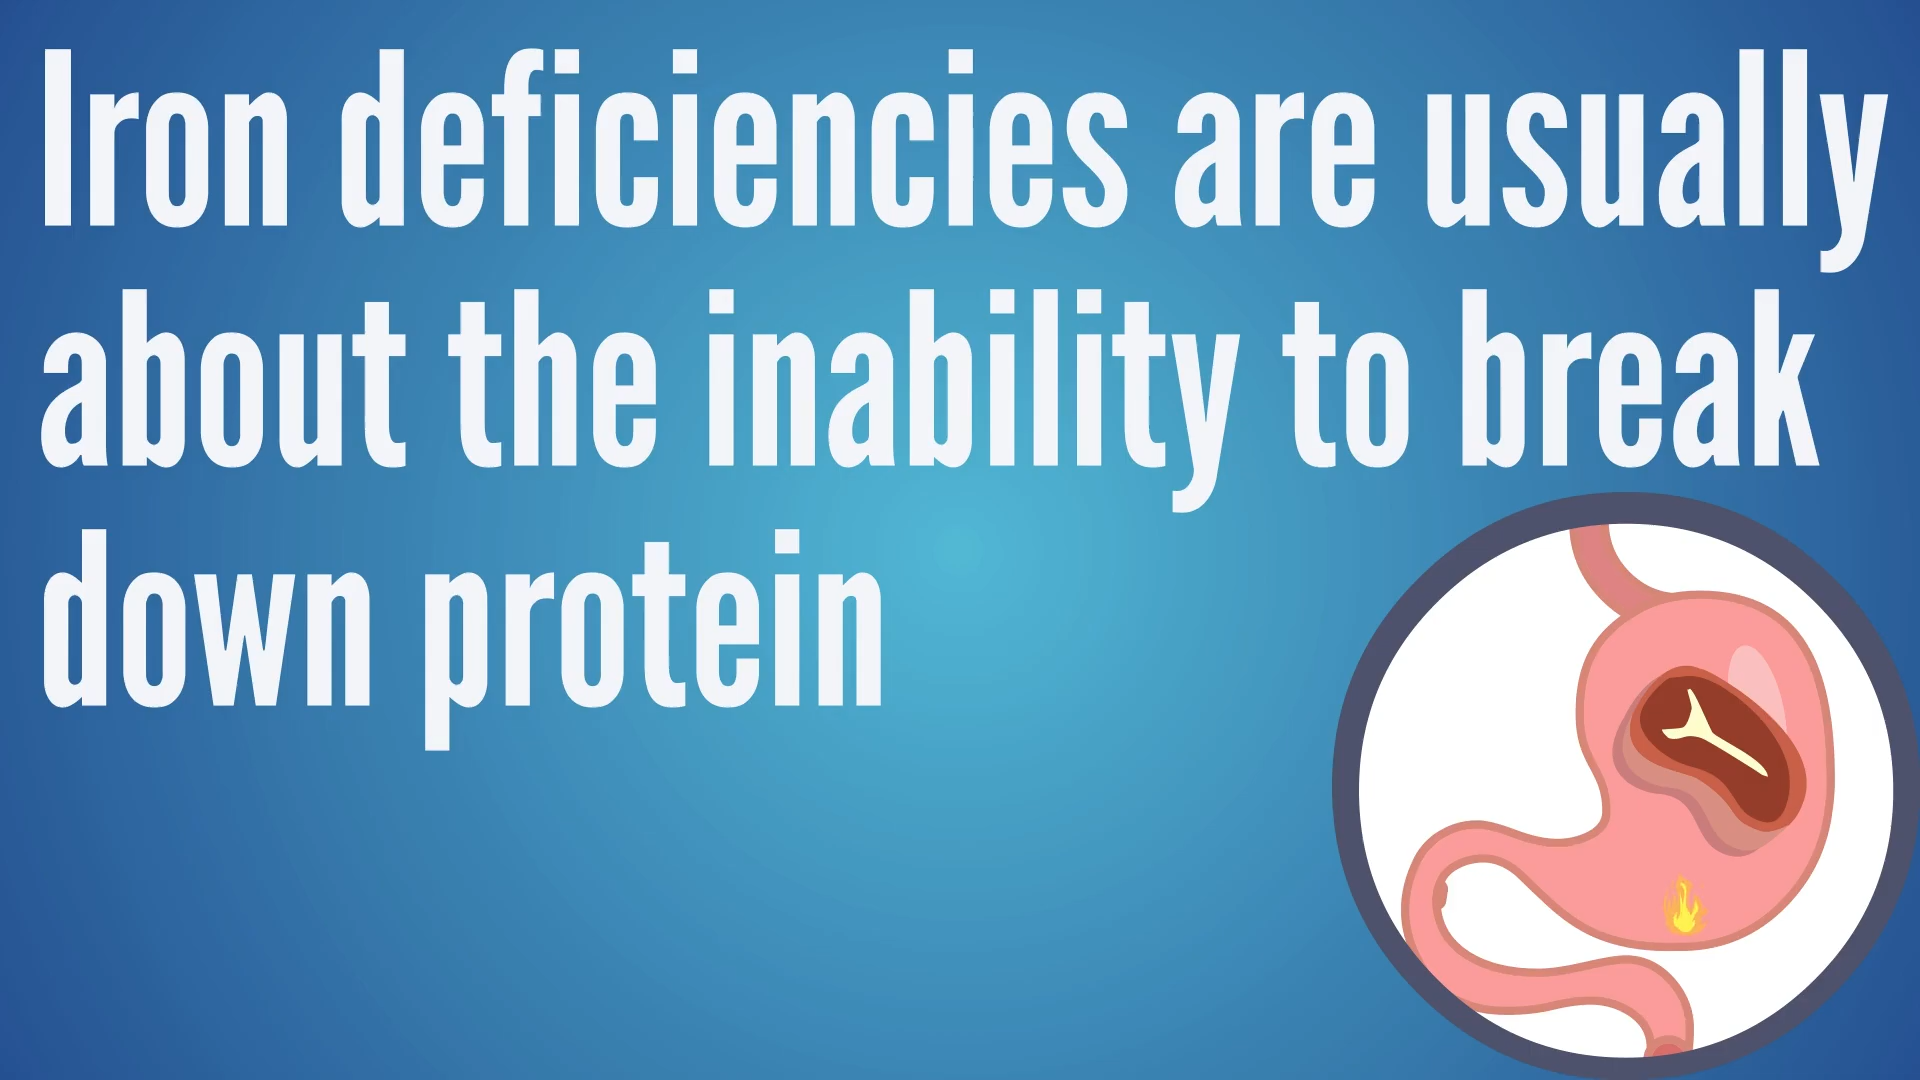 Iron deficiencies are usually
about the inability to break
down protein